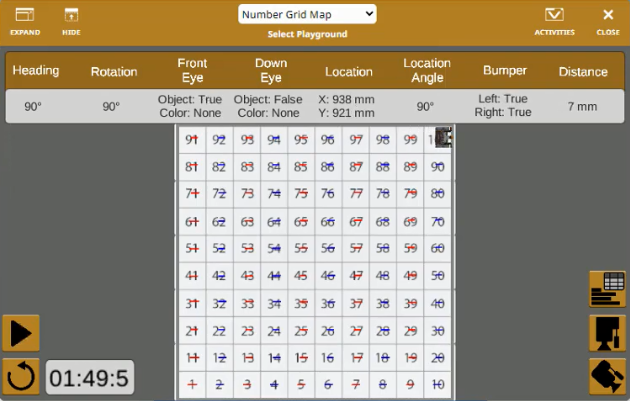 EXPAND
HIDE
Number Grid Map
Select Playground
ACTIVITIES
CLOSE
Heading Rotation Front Eye Down Eye Location Location Angle Bumper Distance
90° 90° Object: True Color: None Object: False Color: None X: 938 mm Y: 921 mm 90° Left: True Right: True 7 mm
91 92 93 94 95 96 97 98 99
81 82 83 84 85 86 87 88 89 90
71 72 73 74 75 76 77 78 79 80
61 62 63 64 65 66 67 68 69 70
51 52 53 54 55 56 57 58 59 60
41 42 43 44 45 46 47 48 49 50
31 32 33 34 35 36 37 38 39 40
21 22 23 24 25 26 27 28 29 30
11 12 13 14 15 16 17 18 19 20
1 2 3 4 5 6 7 8 9 10
01:49:5